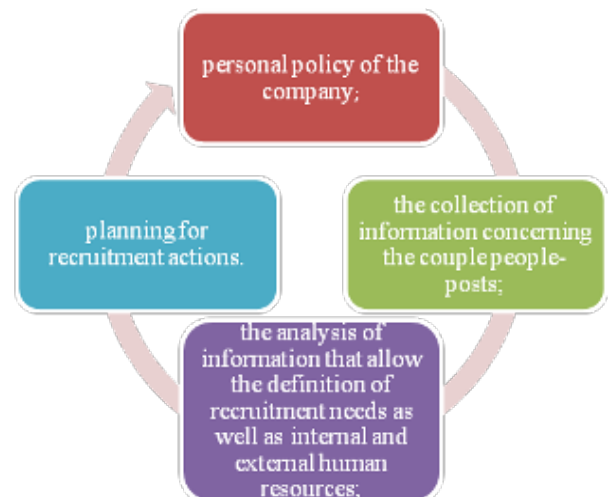 personal policy of the
company;
the collection of
information concerning
the couple people-
posts;
the analysis of
information that allow
the definition of
recruitment needs as
well as internal and
external human
resources;
planning for
recruitment actions.